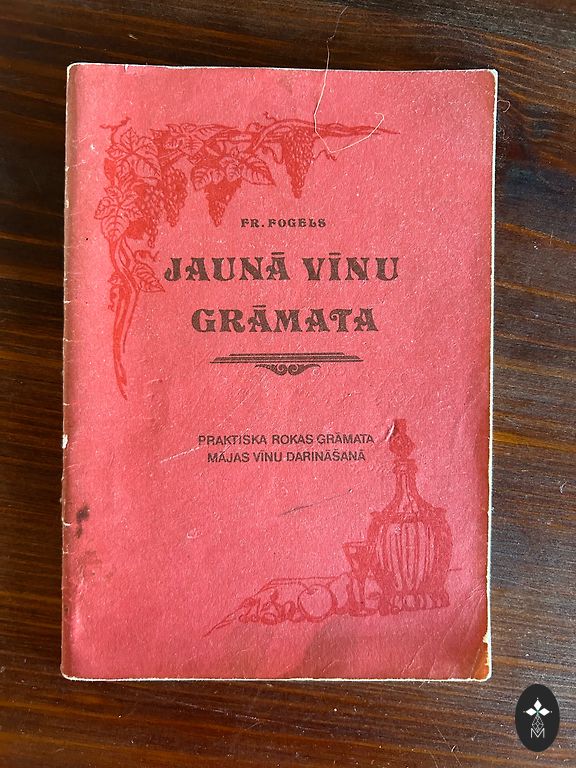 FR. FOGELS
JAUNĀ VĪNU
GRĀMATA
PRAKTISKA ROKAS GRĀMATA
MĀJAS VĪNU DARINĀŠANĀ
M